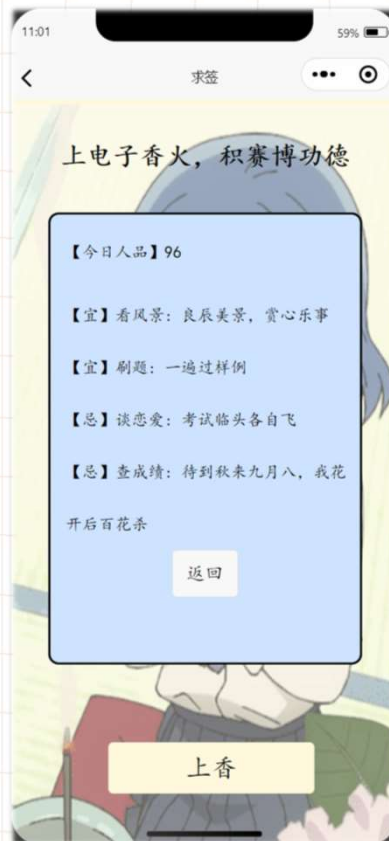 11:01
59%
求签
上电子香火，积赛博功德
【今日人品】96
【宜】看风景：良辰美景，赏心乐事
【宜】刷题：一遍过样例
【忌】谈恋爱：考试临头各自飞
【忌】查成绩：待到秋来九月八，我花
开后百花杀
返回
上香